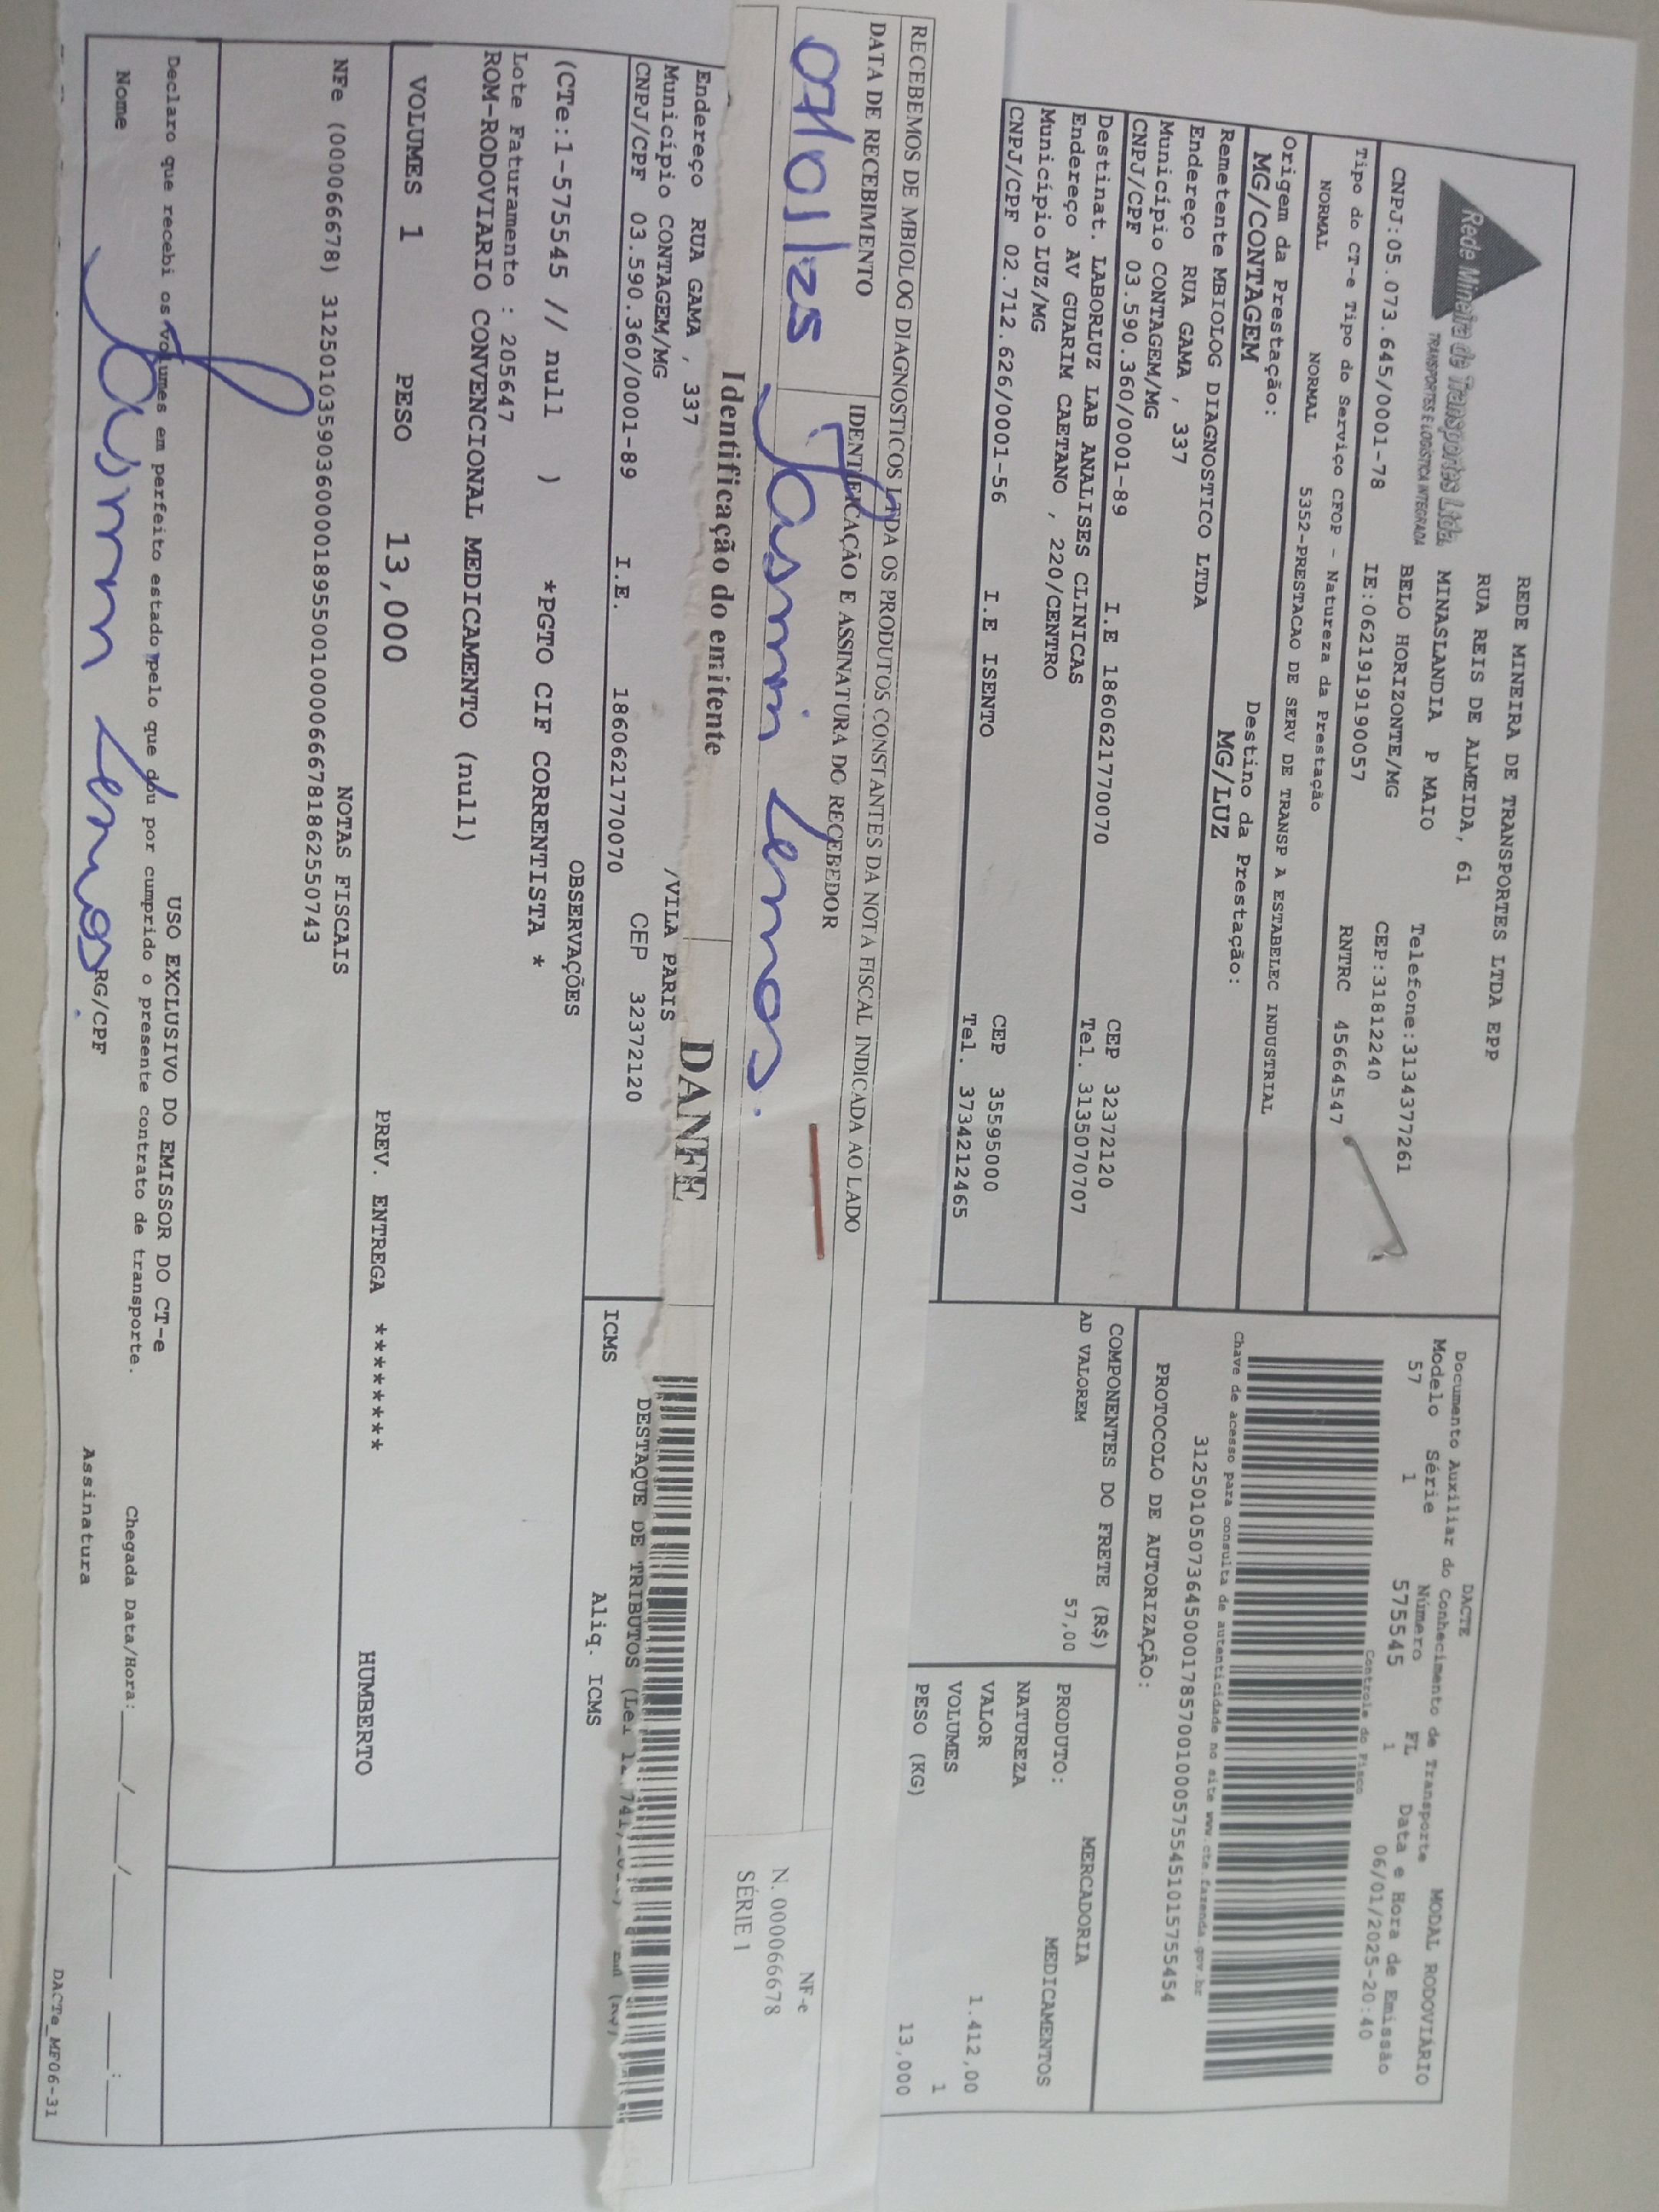 Rede Mineira de Transportes Ltda.
TRANSPORTES E LOGÍSTICA INTEGRADA
REDE MINEIRA DE TRANSPORTES LTDA EPP
RUA REIS DE ALMEIDA, 61
MINASLANDIA P MAIO Telefone:3134377261
BELO HORIZONTE/MG CEP:31812240
CNPJ:05.073.645/0001-78 IE:0621919190057 RNTRC 45664547
Tipo do CT-e Tipo do Serviço CFOP - Natureza da Prestação
NORMAL NORMAL 5352-PRESTACAO DE SERV DE TRANSP A ESTABELEC INDUSTRIAL
Origem da Prestação: Destino da Prestação:
MG/CONTAGEM MG/LUZ
Remetente MBIOLOG DIAGNOSTICO LTDA
Endereço RUA GAMA , 337
Município CONTAGEM/MG CEP 32372120
CNPJ/CPF 03.590.360/0001-89 I.E 1860621770070 Tel. 3135070707
Destinat. LABORLUZ LAB ANALISES CLINICAS
Endereço AV GUARIM CAETANO , 220/CENTRO
Município LUZ/MG CEP 35595000
CNPJ/CPF 02.712.626/0001-56 I.E ISENTO Tel. 3734212465
DACTE
Documento Auxiliar do Conhecimento de Transporte MODAL RODOVIÁRIO
Modelo Série Número FL Data e Hora de Emissão
57 1 575545 1 06/01/2025-20:40
Controle do Fisco
Chave de acesso para consulta de autenticidade no site www.cte.fazenda.gov.br
31250105073645000178570010005755451015755454
PROTOCOLO DE AUTORIZAÇÃO:
COMPONENTES DO FRETE (R$)
AD VALOREM 57,00
MERCADORIA
PRODUTO: MEDICAMENTOS
NATUREZA
VALOR 1.412,00
VOLUMES 1
PESO (KG) 13,000
RECEBEMOS DE MBIOLOG DIAGNOSTICOS LTDA OS PRODUTOS CONSTANTES DA NOTA FISCAL INDICADA AO LADO
DATA DE RECEBIMENTO IDENTIFICAÇÃO E ASSINATURA DO RECEBEDOR
07/01/25 Jasmin Lemos.
NF-e
N. 000066678
SÉRIE 1
Identificação do emitente DANFE
Endereço RUA GAMA , 337 /VILA PARIS
Município CONTAGEM/MG CEP 32372120
CNPJ/CPF 03.590.360/0001-89 I.E. 1860621770070
DESTAQUE DE TRIBUTOS
ICMS Aliq. ICMS
OBSERVAÇÕES
(CTe:1-575545 // null ) *PGTO CIF CORRENTISTA *
Lote Faturamento : 205647
ROM-RODOVIARIO CONVENCIONAL MEDICAMENTO (null)
VOLUMES 1 PESO 13,000 PREV. ENTREGA ******** HUMBERTO
NOTAS FISCAIS
NFe (000066678) 31250103590360000189550010000666781862550743
USO EXCLUSIVO DO EMISSOR DO CT-e
Declaro que recebi os volumes em perfeito estado pelo que dou por cumprido o presente contrato de transporte.
Chegada Data/Hora:____/____/______ ___:___
Nome Jasmin Lemos. RG/CPF Assinatura
DACTe_MF06-31